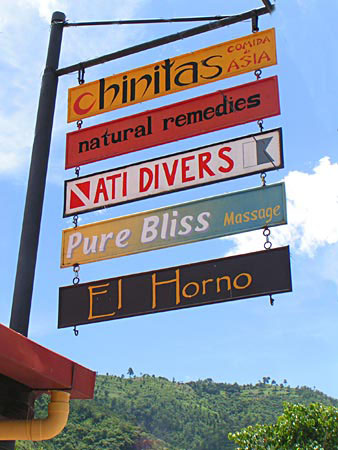 chinitas COMIDA de ASIA
natural remedies
ATI DIVERS
Pure Bliss Massage
El Horno